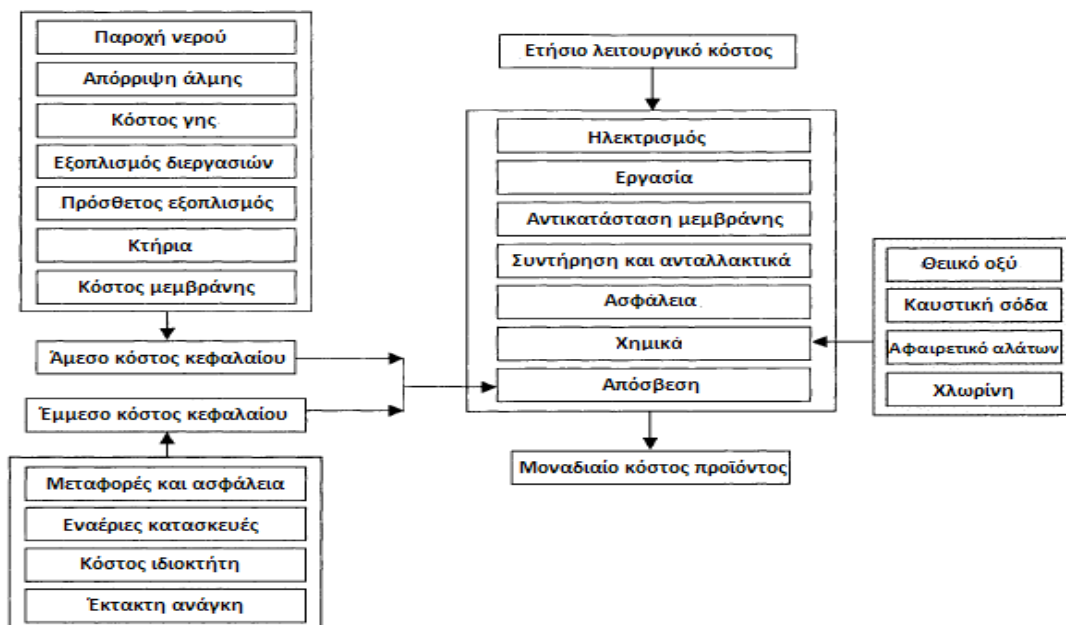 Παροχή νερού
Απόρριψη άλμης
Κόστος γης
Εξοπλισμός διεργασιών
Πρόσθετος εξοπλισμός
Κτήρια
Κόστος μεμβράνης
Άμεσο κόστος κεφαλαίου
Έμμεσο κόστος κεφαλαίου
Μεταφορές και ασφάλεια
Εναέριες κατασκευές
Κόστος ιδιοκτήτη
Έκτακτη ανάγκη
Ετήσιο λειτουργικό κόστος
Ηλεκτρισμός
Εργασία
Αντικατάσταση μεμβράνης
Συντήρηση και ανταλλακτικά
Ασφάλεια
Χημικά
Απόσβεση
Μοναδιαίο κόστος προϊόντος
Θειικό οξύ
Καυστική σόδα
Αφαιρετικό αλάτων
Χλωρίνη